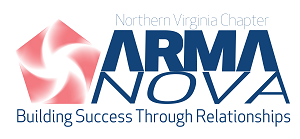 Northern Virginia Chapter
ARMA
NOVA
Building Success Through Relationships